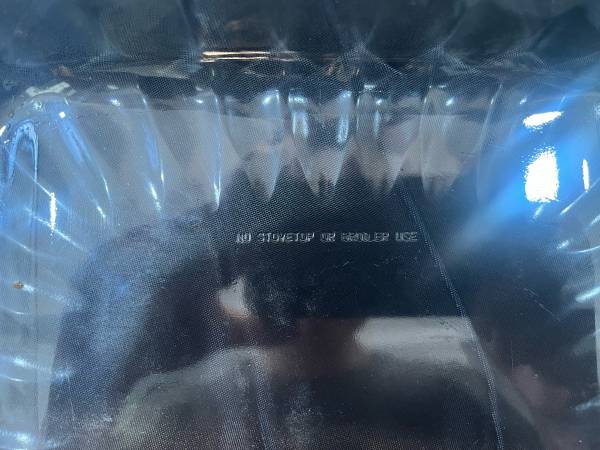 NO STOVETOP OR BROILER USE